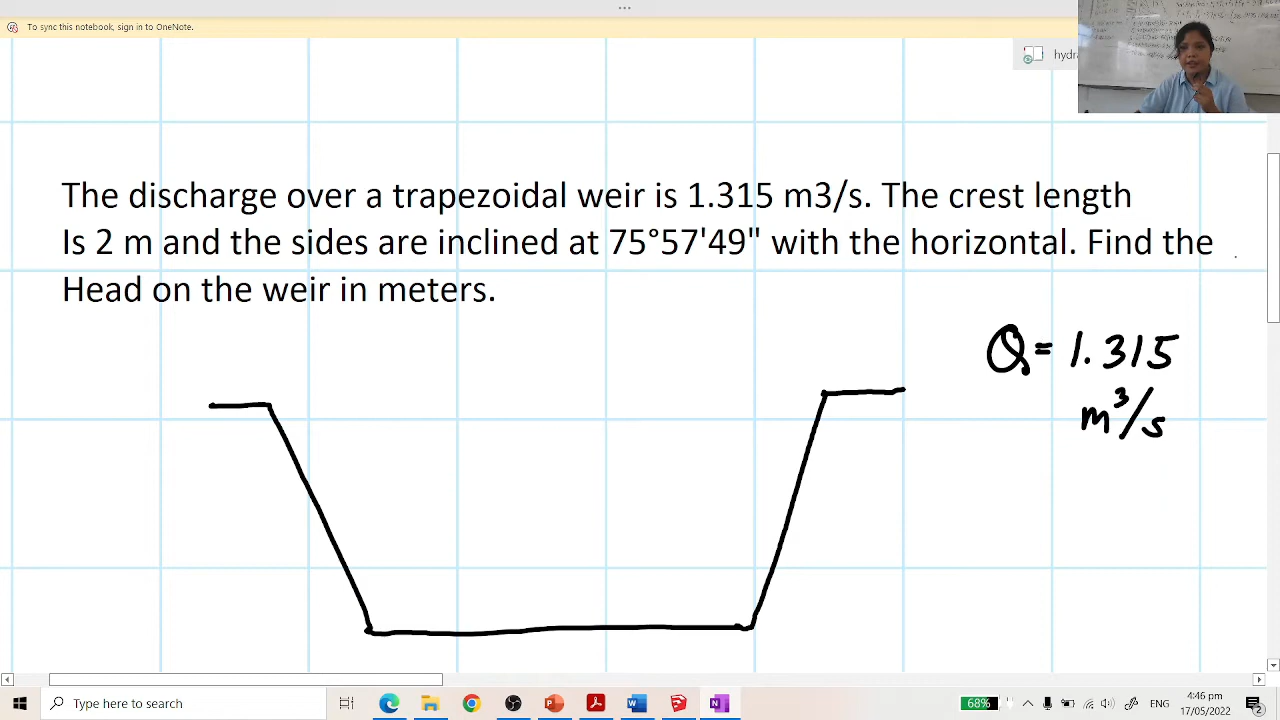 To sync this notebook, sign in to OneNote.
hydra
The discharge over a trapezoidal weir is 1.315 m3/s. The crest length
Is 2 m and the sides are inclined at 75°57'49" with the horizontal. Find the
Head on the weir in meters.
Q = 1.315
m³/s
Type here to search
68%
ENG
4:46 pm
17/05/2022
2